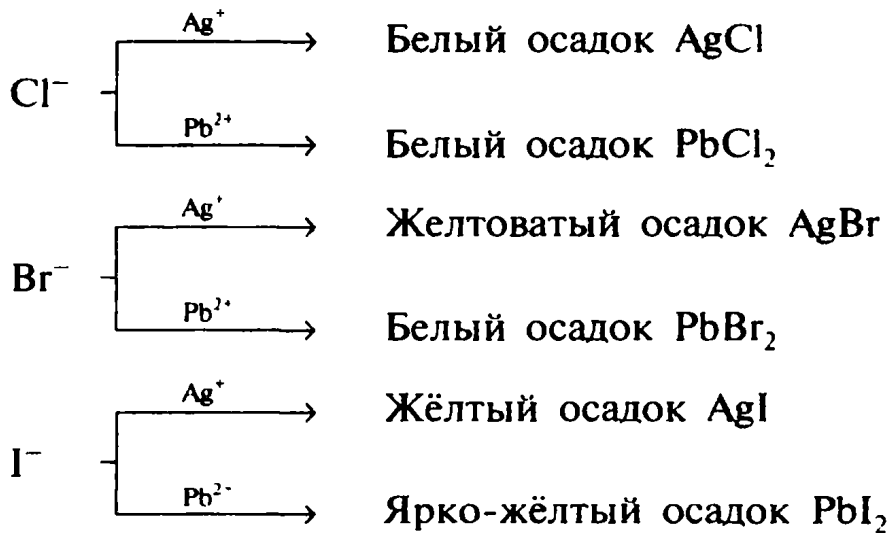 Ag⁺ Белый осадок AgCl
Cl⁻
Pb²⁺ Белый осадок PbCl₂
Ag⁺ Желтоватый осадок AgBr
Br⁻
Pb²⁺ Белый осадок PbBr₂
Ag⁺ Жёлтый осадок AgI
I⁻
Pb²⁻ Ярко-жёлтый осадок PbI₂